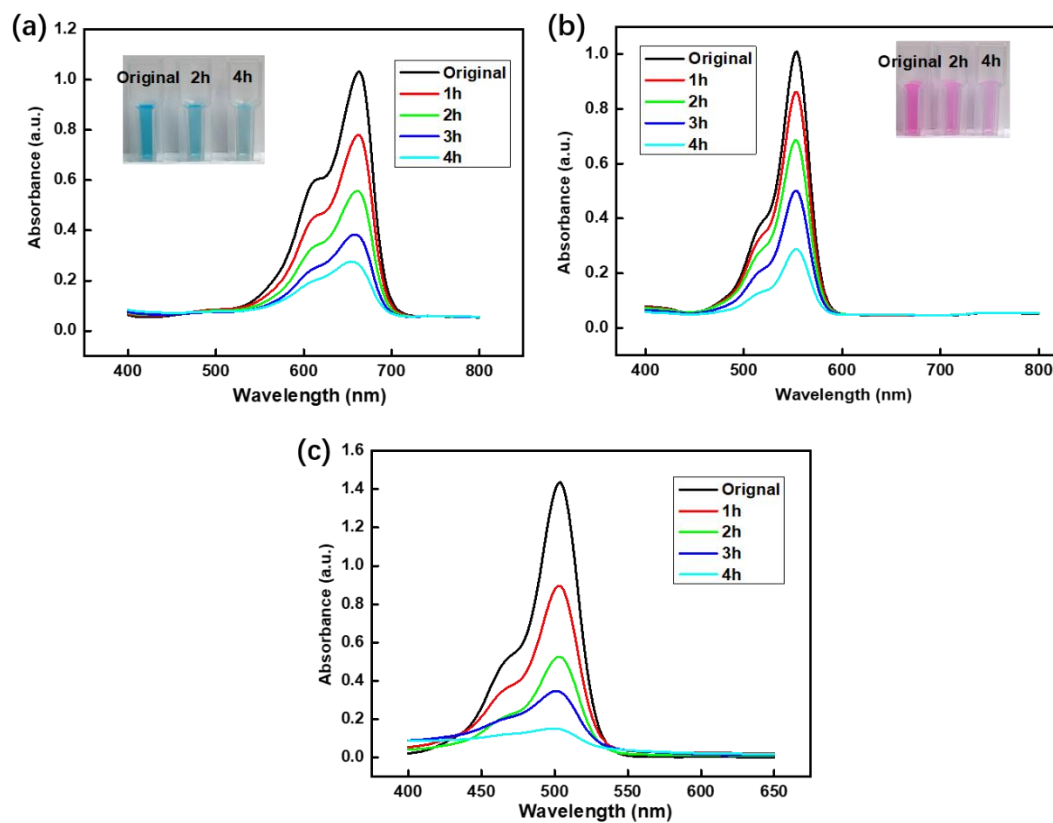 (a)
1.2
1.0
0.8
0.6
0.4
0.2
0.0
Absorbance (a.u.)
Original 2h 4h
Original
1h
2h
3h
4h
400 500 600 700 800
Wavelength (nm)
(b)
1.0
0.8
0.6
0.4
0.2
0.0
Absorbance (a.u.)
Original
1h
2h
3h
4h
Original 2h 4h
400 500 600 700 800
Wavelength (nm)
(c)
1.6
1.4
1.2
1.0
0.8
0.6
0.4
0.2
0.0
Absorbance (a.u.)
Orignal
1h
2h
3h
4h
400 450 500 550 600 650
Wavelength (nm)